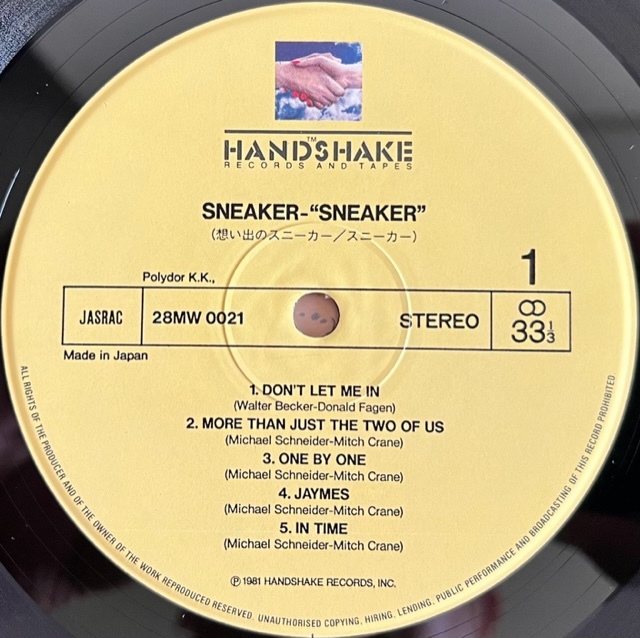 HANDSHAKE™
RECORDS AND TAPES
SNEAKER-“SNEAKER”
(想い出のスニーカー/スニーカー)
1
Polydor K.K.,
JASRAC 28MW 0021 STEREO 33⅓
Made in Japan
1. DON'T LET ME IN
(Walter Becker-Donald Fagen)
2. MORE THAN JUST THE TWO OF US
(Michael Schneider-Mitch Crane)
3. ONE BY ONE
(Michael Schneider-Mitch Crane)
4. JAYMES
(Michael Schneider-Mitch Crane)
5. IN TIME
(Michael Schneider-Mitch Crane)
℗ 1981 HANDSHAKE RECORDS, INC.
ALL RIGHTS OF THE PRODUCER AND OF THE OWNER OF THE WORK REPRODUCED RESERVED. UNAUTHORISED COPYING, HIRING, LENDING, PUBLIC PERFORMANCE AND BROADCASTING OF THIS RECORD PROHIBITED